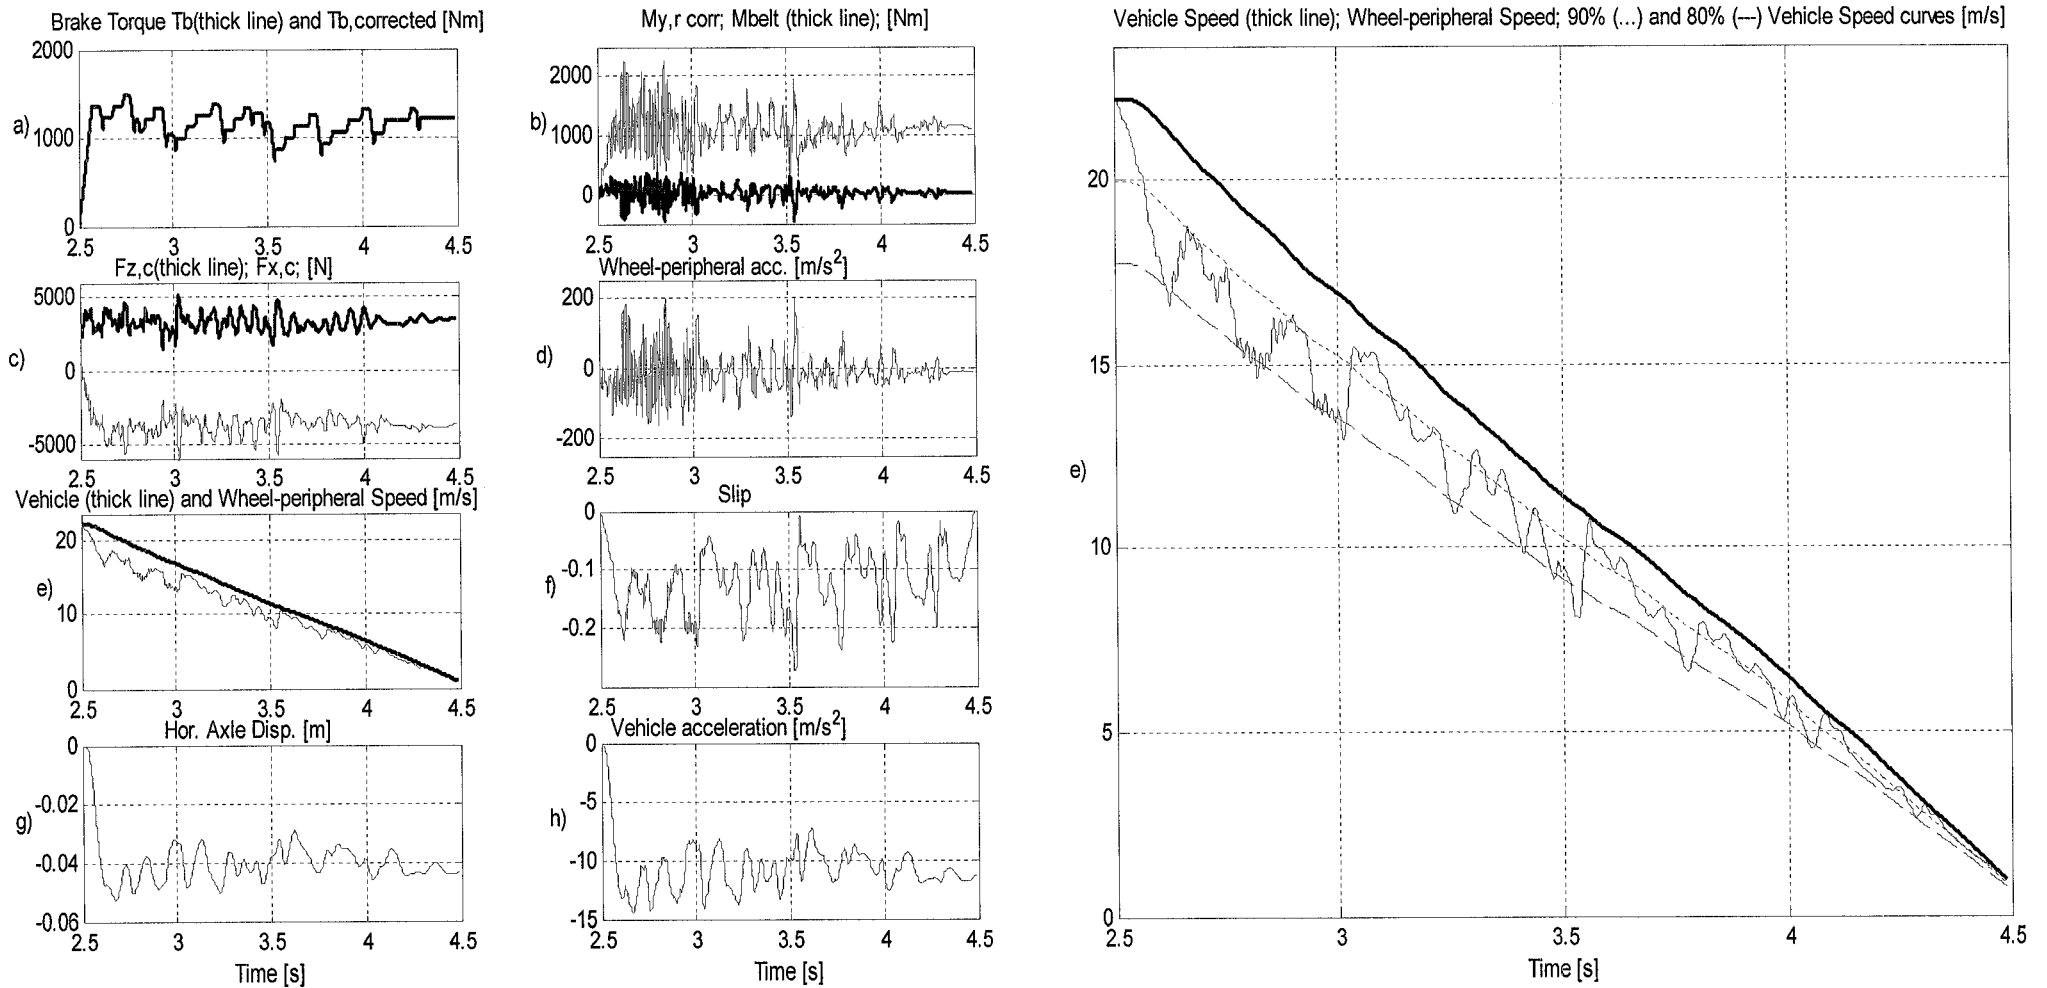 Brake Torque Tb(thick line) and Tb,corrected [Nm]
2000
1000
0
a)
2.5 3 3.5 4 4.5
My,r corr; Mbelt (thick line); [Nm]
2000
1000
0
b)
2.5 3 3.5 4 4.5
Fz,c(thick line); Fx,c; [N]
5000
0
-5000
c)
2.5 3 3.5 4 4.5
Wheel-peripheral acc. [m/s2]
200
0
-200
d)
2.5 3 3.5 4 4.5
Vehicle (thick line) and Wheel-peripheral Speed [m/s]
20
10
0
e)
2.5 3 3.5 4 4.5
Slip
0
-0.1
-0.2
f)
2.5 3 3.5 4 4.5
Hor. Axle Disp. [m]
0
-0.02
-0.04
-0.06
g)
2.5 3 3.5 4 4.5
Time [s]
Vehicle acceleration [m/s2]
0
-5
-10
-15
h)
2.5 3 3.5 4 4.5
Time [s]
Vehicle Speed (thick line); Wheel-peripheral Speed; 90% (...) and 80% (---) Vehicle Speed curves [m/s]
20
15
10
5
0
e)
2.5 3 3.5 4 4.5
Time [s]